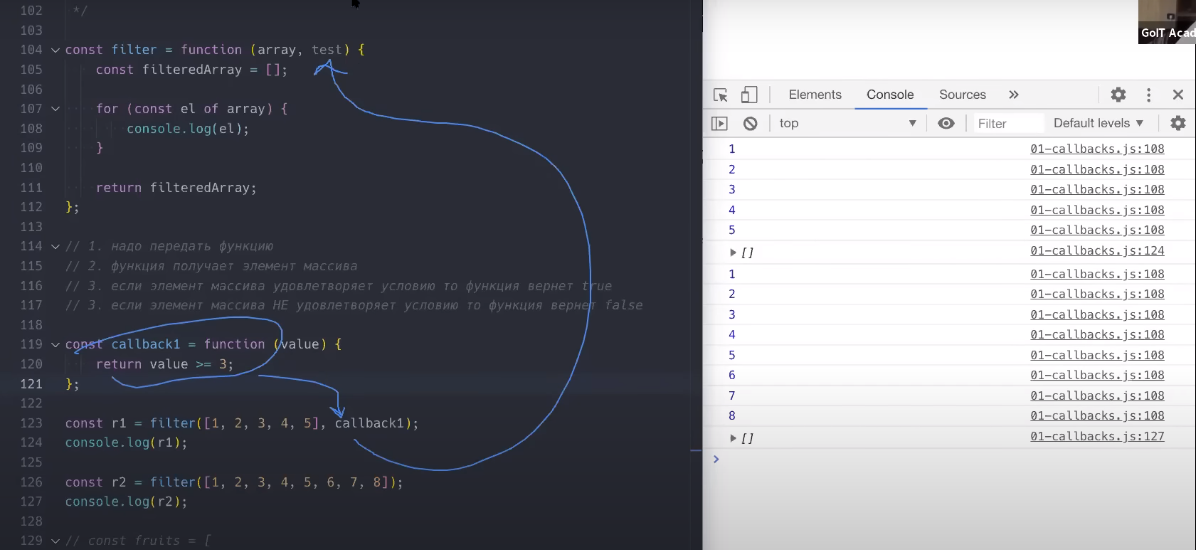 102 */
103
104 const filter = function (array, test) {
105 const filteredArray = [];
106
107 for (const el of array) {
108 console.log(el);
109 }
110
111 return filteredArray;
112 };
113
114 // 1. надо передать функцию
115 // 2. функция получает элемент массива
116 // 3. если элемент массива удовлетворяет условию то функция вернет true
117 // 3. если элемент массива НЕ удовлетворяет условию то функция вернет false
118
119 const callback1 = function (value) {
120 return value >= 3;
121 };
122
123 const r1 = filter([1, 2, 3, 4, 5], callback1);
124 console.log(r1);
125
126 const r2 = filter([1, 2, 3, 4, 5, 6, 7, 8]);
127 console.log(r2);
128
129 // const fruits = [
GoIT Acad
Elements Console Sources »
top Filter Default levels
1 01-callbacks.js:108
2 01-callbacks.js:108
3 01-callbacks.js:108
4 01-callbacks.js:108
5 01-callbacks.js:108
[] 01-callbacks.js:124
1 01-callbacks.js:108
2 01-callbacks.js:108
3 01-callbacks.js:108
4 01-callbacks.js:108
5 01-callbacks.js:108
6 01-callbacks.js:108
7 01-callbacks.js:108
8 01-callbacks.js:108
[] 01-callbacks.js:127
>